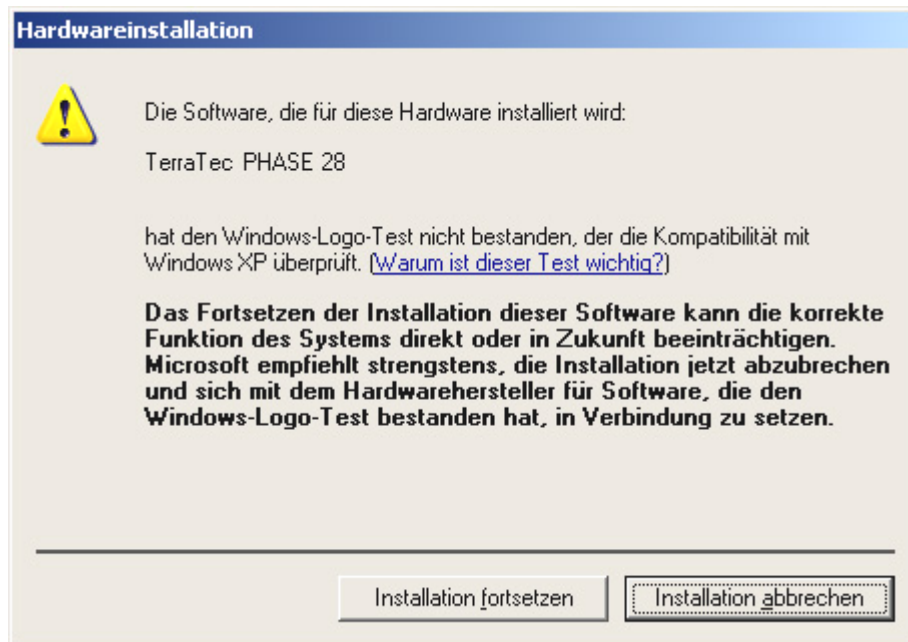 Hardwareinstallation
Die Software, die für diese Hardware installiert wird:
TerraTec PHASE 28
hat den Windows-Logo-Test nicht bestanden, der die Kompatibilität mit
Windows XP überprüft. (Warum ist dieser Test wichtig?)
Das Fortsetzen der Installation dieser Software kann die korrekte
Funktion des Systems direkt oder in Zukunft beeinträchtigen.
Microsoft empfiehlt strengstens, die Installation jetzt abzubrechen
und sich mit dem Hardwarehersteller für Software, die den
Windows-Logo-Test bestanden hat, in Verbindung zu setzen.
Installation fortsetzen
Installation abbrechen